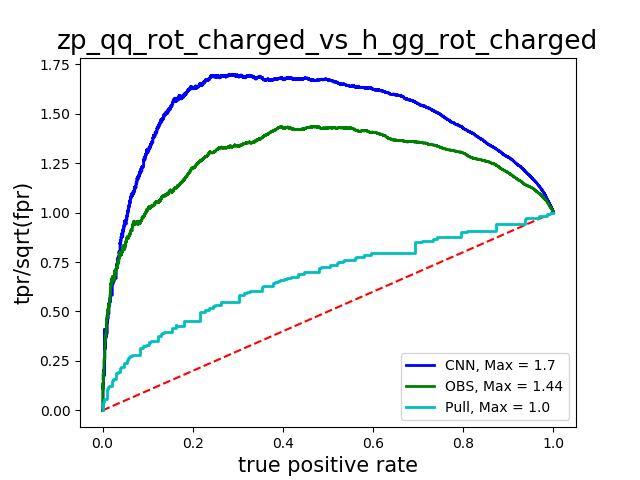 zp_qq_rot_charged_vs_h_gg_rot_charged
1.75
1.50
1.25
1.00
0.75
0.50
0.25
0.00
tpr/sqrt(fpr)
CNN, Max = 1.7
OBS, Max = 1.44
Pull, Max = 1.0
0.0 0.2 0.4 0.6 0.8 1.0
true positive rate